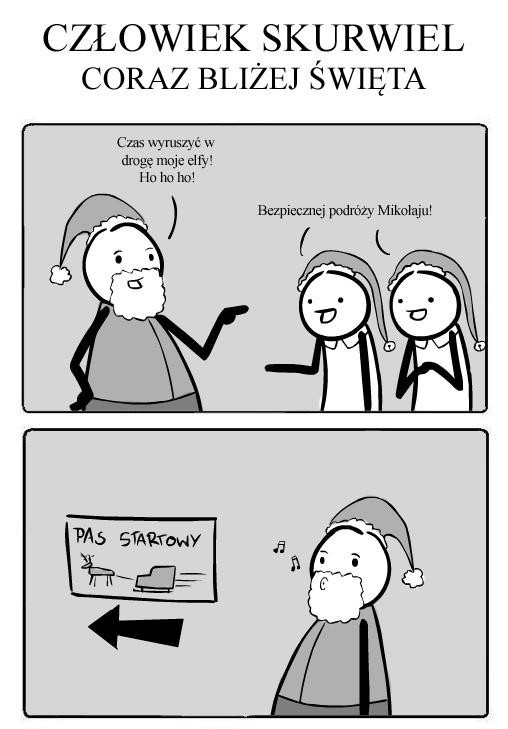 CZŁOWIEK SKURWIEL
CORAZ BLIŻEJ ŚWIĘTA
Czas wyruszyć w
drogę moje elfy!
Ho ho ho!
Bezpiecznej podróży Mikołaju!
PAS STARTOWY